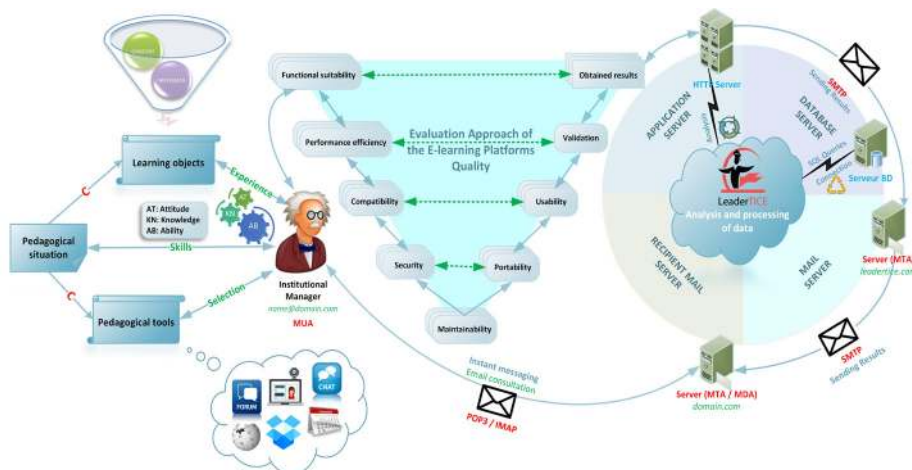 Learning objects
Experience
AT: Attitude
KN: Knowledge
AB: Ability
AT
KN
AB
Pedagogical
situation
Skills
Selection
Pedagogical tools
Institutional
Manager
name@domain.com
MUA
FORUM
CHAT
Functional suitability
Obtained results
Evaluation Approach of
the E-learning Platforms
Quality
Performance efficiency
Validation
Compatibility
Usability
Security
Portability
Maintainability
Instant messaging
Email consultation
POP3 / IMAP
HTTP Server
SMTP
Sending Results
APPLICATION
SERVER
DATABASE
SERVER
Analysis
SQL Queries
Connection
Serveur BD
LEADERTICE
Analysis and processing
of data
RECIPIENT MAIL
SERVER
MAIL
SERVER
Server (MTA)
leadertice.com
SMTP
Sending Results
Server (MTA / MDA)
domain.com